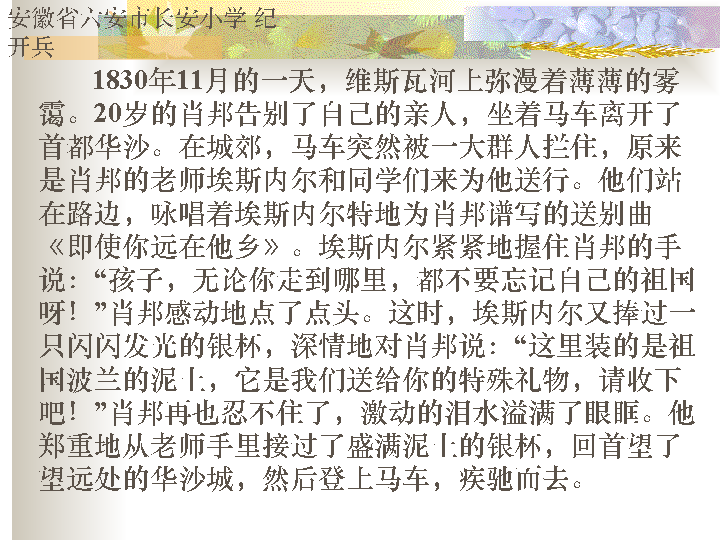 安徽省六安市长安小学 纪
开兵
1830年11月的一天，维斯瓦河上弥漫着薄薄的雾
霭。20岁的肖邦告别了自己的亲人，坐着马车离开了
首都华沙。在城郊，马车突然被一大群人拦住，原来
是肖邦的老师埃斯内尔和同学们来为他送行。他们站
在路边，咏唱着埃斯内尔特地为肖邦谱写的送别曲
《即使你远在他乡》。埃斯内尔紧紧地握住肖邦的手
说：“孩子，无论你走到哪里，都不要忘记自己的祖国
呀！”肖邦感动地点了点头。这时，埃斯内尔又捧过一
只闪闪发光的银杯，深情地对肖邦说：“这里装的是祖
国波兰的泥土，它是我们送给你的特殊礼物，请收下
吧！”肖邦再也忍不住了，激动的泪水溢满了眼眶。他
郑重地从老师手里接过了盛满泥土的银杯，回首望了
望远处的华沙城，然后登上马车，疾驰而去。